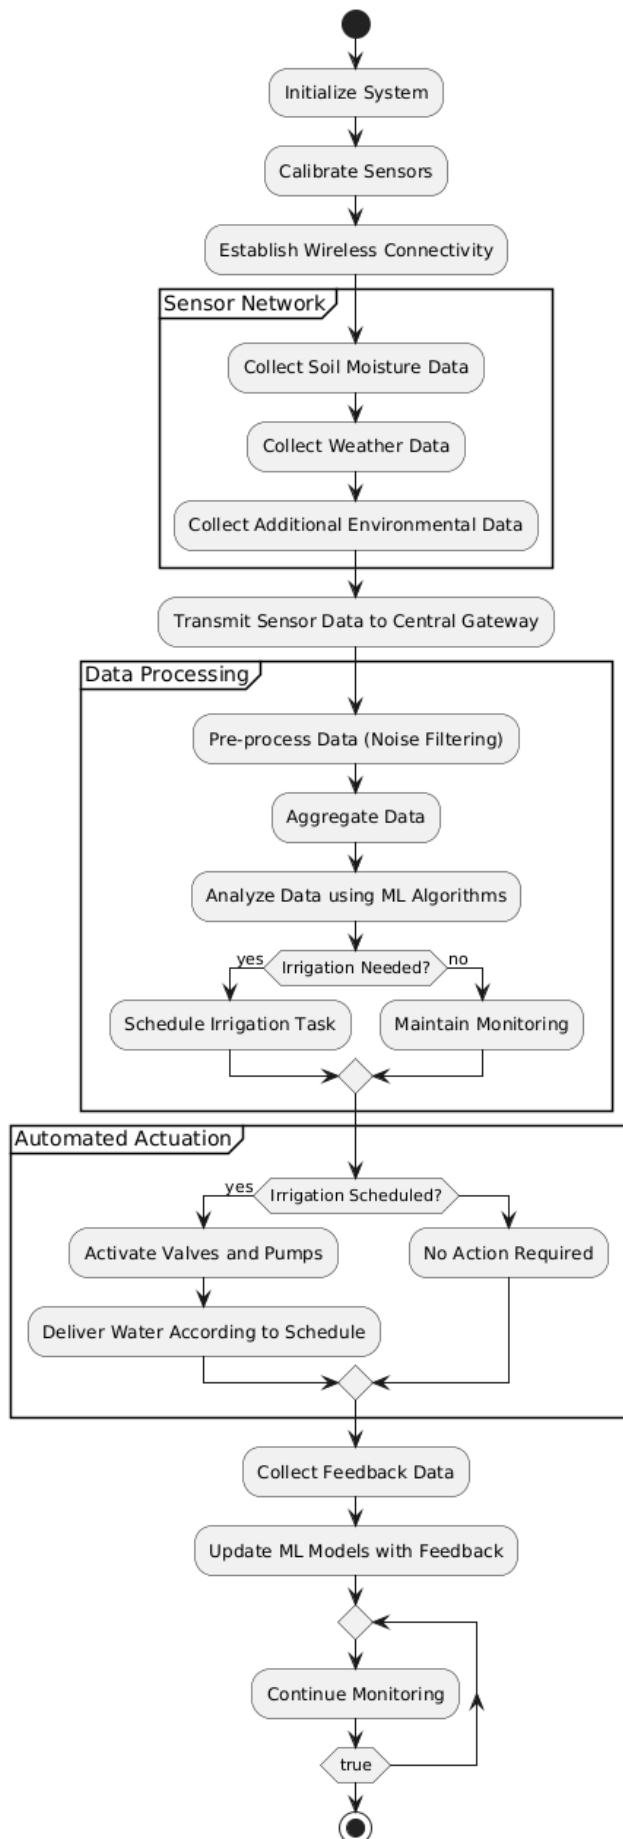 Initialize System
Calibrate Sensors
Establish Wireless Connectivity
Sensor Network
Collect Soil Moisture Data
Collect Weather Data
Collect Additional Environmental Data
Transmit Sensor Data to Central Gateway
Data Processing
Pre-process Data (Noise Filtering)
Aggregate Data
Analyze Data using ML Algorithms
yes
Irrigation Needed?
no
Schedule Irrigation Task
Maintain Monitoring
Automated Actuation
yes
Irrigation Scheduled?
Activate Valves and Pumps
No Action Required
Deliver Water According to Schedule
Collect Feedback Data
Update ML Models with Feedback
Continue Monitoring
true